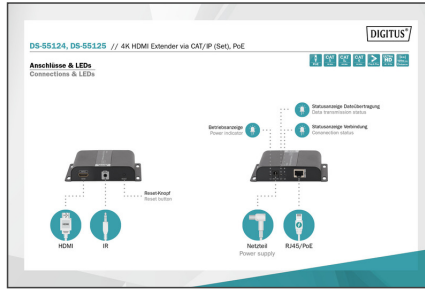 DIGITUS®
DS-55124, DS-55125 // 4K HDMI Extender via CAT/IP (Set), PoE
Anschlüsse & LEDs
Connections & LEDs
Statusanzeige Datenübertragung
Data transmission status
Betriebsanzeige
Power indicator
Statusanzeige Verbindung
Connection status
Reset-Knopf
Reset button
HDMI
IR
Netzteil
Power supply
RJ45/PoE